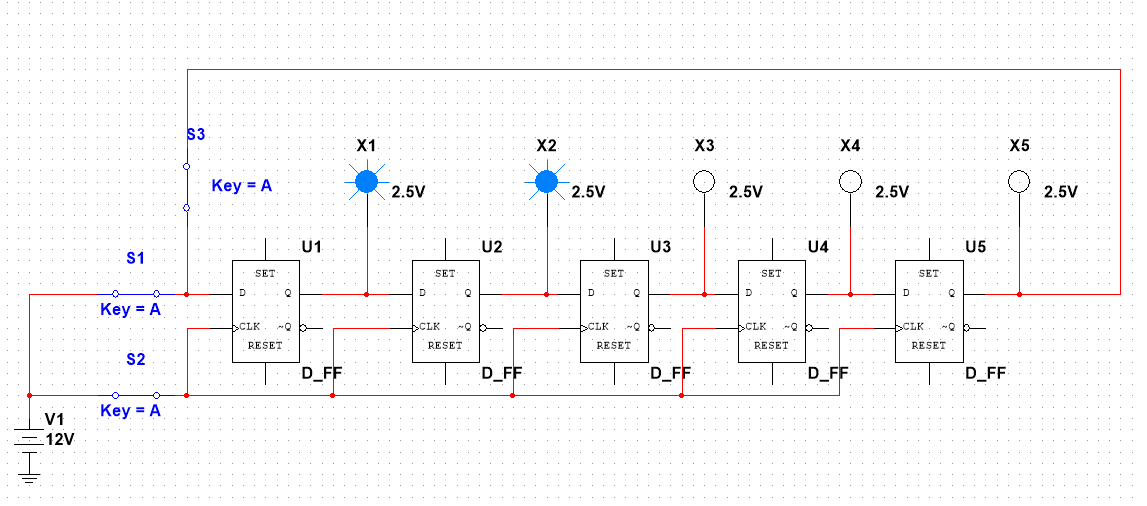 S3
Key = A
X1
2.5V
X2
2.5V
X3
2.5V
X4
2.5V
X5
2.5V
S1
Key = A
S2
Key = A
V1
12V
U1
SET
D Q
CLK ~Q
RESET
D_FF
U2
SET
D Q
CLK ~Q
RESET
D_FF
U3
SET
D Q
CLK ~Q
RESET
D_FF
U4
SET
D Q
CLK ~Q
RESET
D_FF
U5
SET
D Q
CLK ~Q
RESET
D_FF